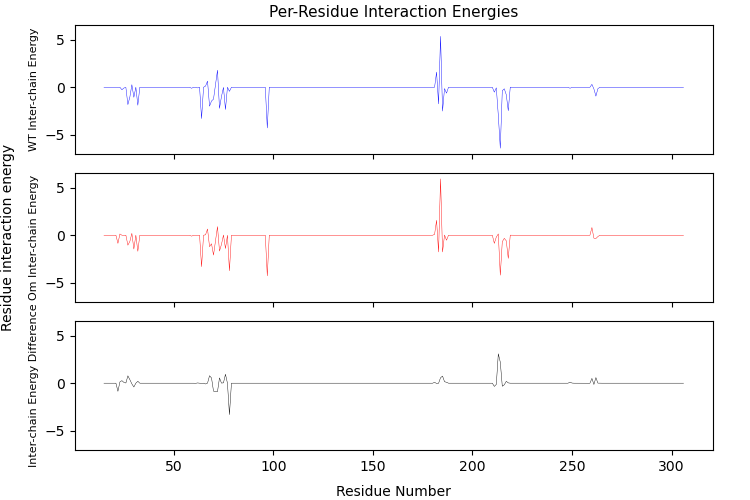 Per-Residue Interaction Energies
Residue interaction energy
WT Inter-chain Energy
5
0
−5
Om Inter-chain Energy
5
0
−5
Inter-chain Energy Difference
5
0
−5
50
100
150
200
250
300
Residue Number